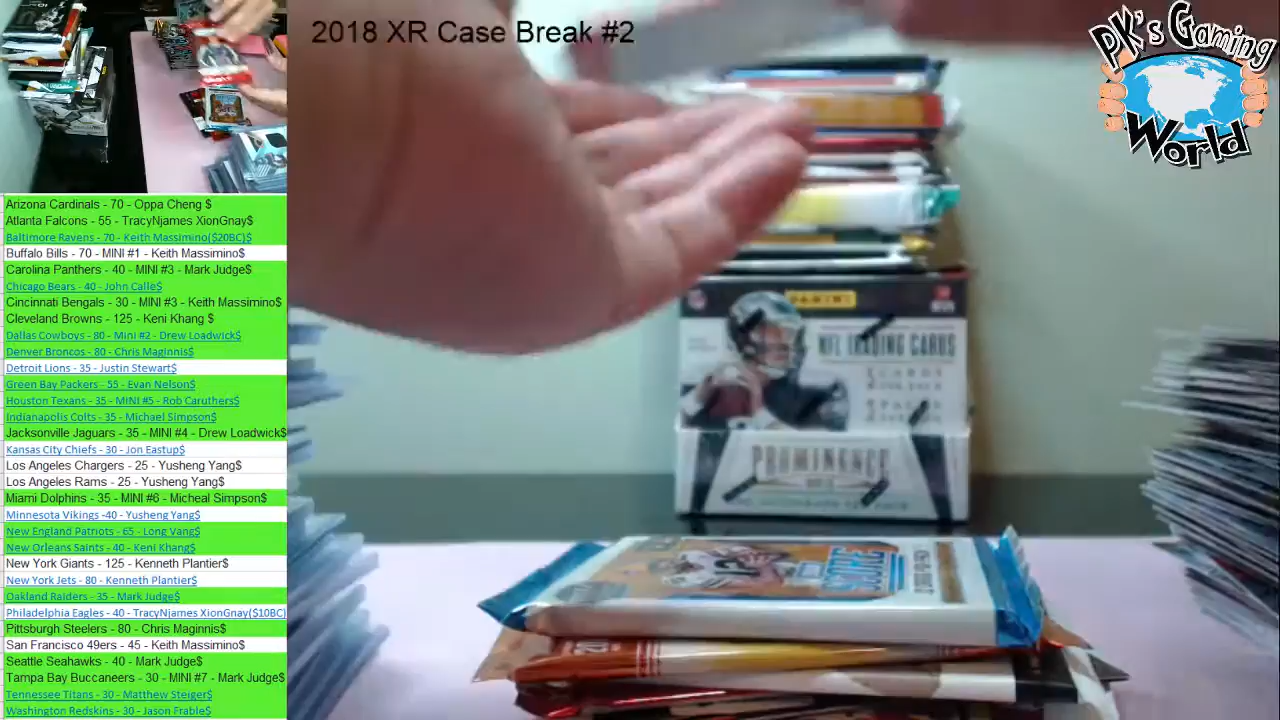 2018 XR Case Break #2
PK's Gaming
World
Arizona Cardinals - 70 - Oppa Cheng $
Atlanta Falcons - 55 - TracyNjames XionGnay$
Baltimore Ravens - 70 - Keith Massimino($20BC)$
Buffalo Bills - 70 - MINI #1 - Keith Massimino$
Carolina Panthers - 40 - MINI #3 - Mark Judge$
Chicago Bears - 40 - John Calle$
Cincinnati Bengals - 30 - MINI #3 - Keith Massimino$
Cleveland Browns - 125 - Keni Khang $
Dallas Cowboys - 80 - Mini #2 - Drew Loadwick$
Denver Broncos - 80 - Chris Maginnis$
Detroit Lions - 35 - Justin Stewart$
Green Bay Packers - 55 - Evan Nelson$
Houston Texans - 35 - MINI #5 - Rob Caruthers$
Indianapolis Colts - 35 - Michael Simpson$
Jacksonville Jaguars - 35 - MINI #4 - Drew Loadwick$
Kansas City Chiefs - 30 - Jon Eastup$
Los Angeles Chargers - 25 - Yusheng Yang$
Los Angeles Rams - 25 - Yusheng Yang$
Miami Dolphins - 35 - MINI #6 - Micheal Simpson$
Minnesota Vikings -40 - Yusheng Yang$
New England Patriots - 65 - Long Vang$
New Orleans Saints - 40 - Keni Khang$
New York Giants - 125 - Kenneth Plantier$
New York Jets - 80 - Kenneth Plantier$
Oakland Raiders - 35 - Mark Judge$
Philadelphia Eagles - 40 - TracyNjames XionGnay($10BC)
Pittsburgh Steelers - 80 - Chris Maginnis$
San Francisco 49ers - 45 - Keith Massimino$
Seattle Seahawks - 40 - Mark Judge$
Tampa Bay Buccaneers - 30 - MINI #7 - Mark Judge$
Tennessee Titans - 30 - Matthew Steiger$
Washington Redskins - 30 - Jason Frable$
PANINI
NFL TRADING CARDS
PROMINENCE
SCORE